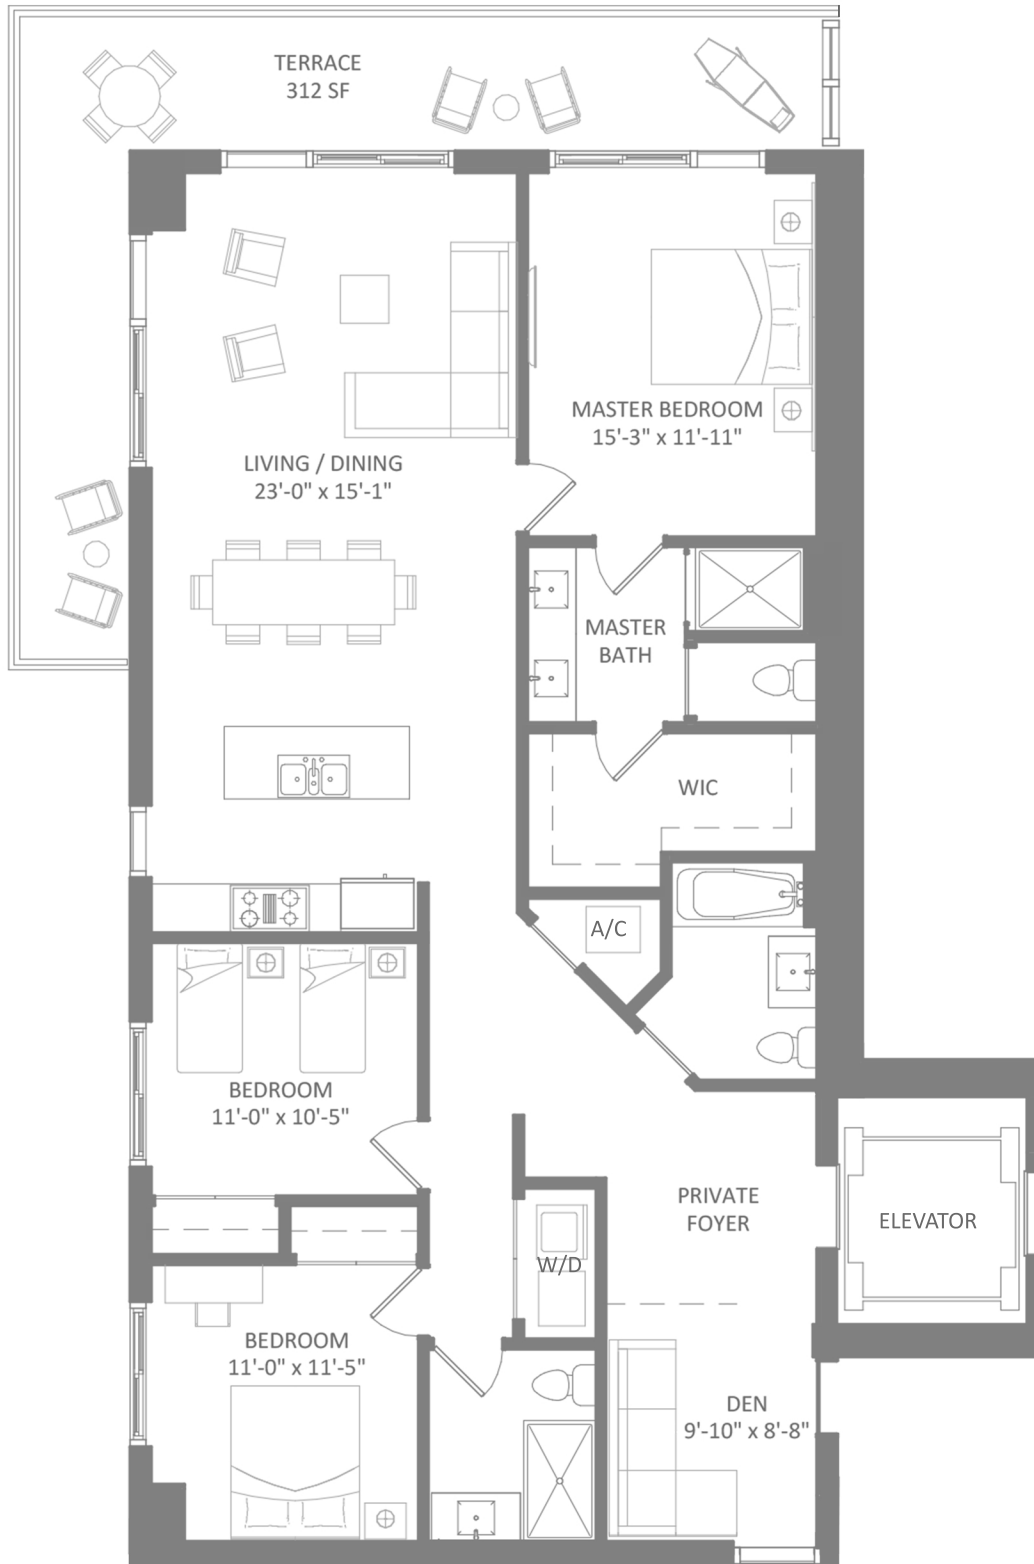 TERRACE
312 SF
MASTER BEDROOM
15'-3" x 11'-11"
LIVING / DINING
23'-0" x 15'-1"
MASTER
BATH
WIC
A/C
BEDROOM
11'-0" x 10'-5"
PRIVATE
FOYER
ELEVATOR
W/D
BEDROOM
11'-0" x 11'-5"
DEN
9'-10" x 8'-8"